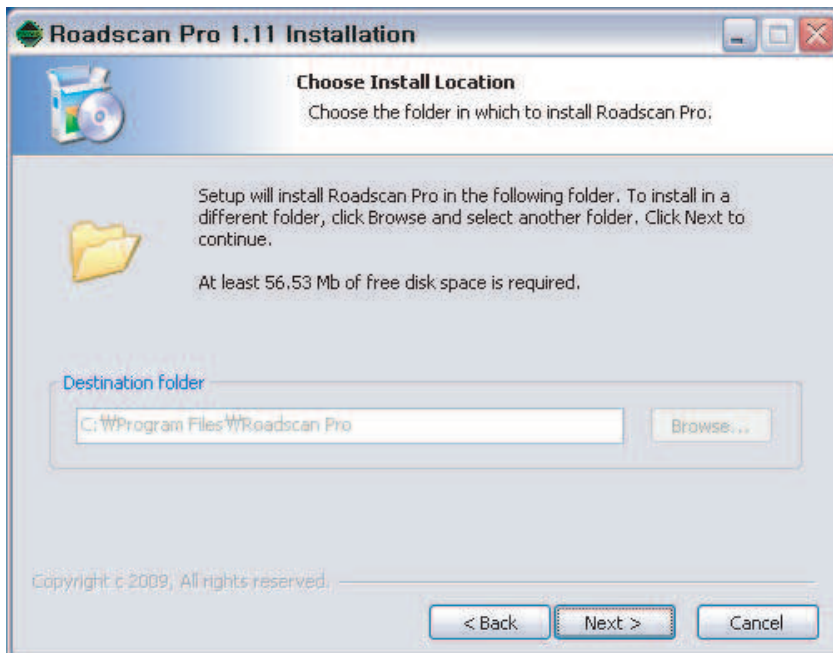 Roadscan Pro 1.11 Installation
Choose Install Location
Choose the folder in which to install Roadscan Pro.
Setup will install Roadscan Pro in the following folder. To install in a
different folder, click Browse and select another folder. Click Next to
continue.
At least 56.53 Mb of free disk space is required.
Destination folder
C:₩Program Files₩Roadscan Pro
Browse...
Copyright c 2009, All rights reserved.
< Back
Next >
Cancel